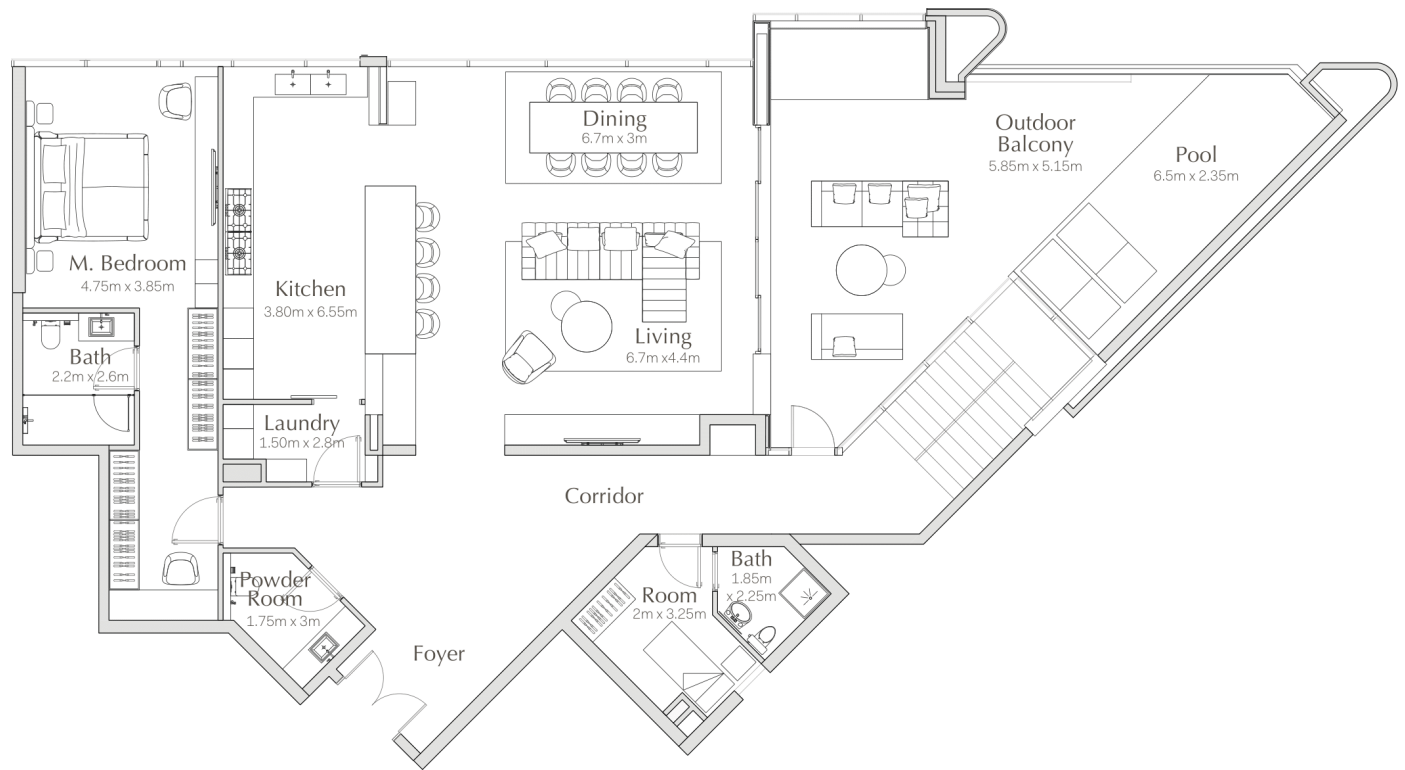 Dining
6.7m x 3m
Outdoor
Balcony
5.85m x 5.15m
Pool
6.5m x 2.35m
M. Bedroom
4.75m x 3.85m
Kitchen
3.80m x 6.55m
Living
6.7m x4.4m
Bath
2.2m x 2.6m
Laundry
1.50m x 2.8m
Corridor
Powder
Room
1.75m x 3m
Bath
1.85m
x 2.25m
Room
2m x 3.25m
Foyer